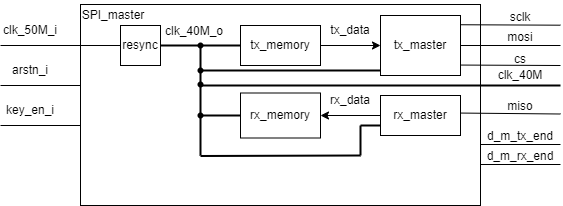 SPI_master
clk_50M_i
arstn_i
key_en_i
resync
clk_40M_o
tx_memory
tx_data
tx_master
rx_memory
rx_data
rx_master
sclk
mosi
cs
clk_40M
miso
d_m_tx_end
d_m_rx_end